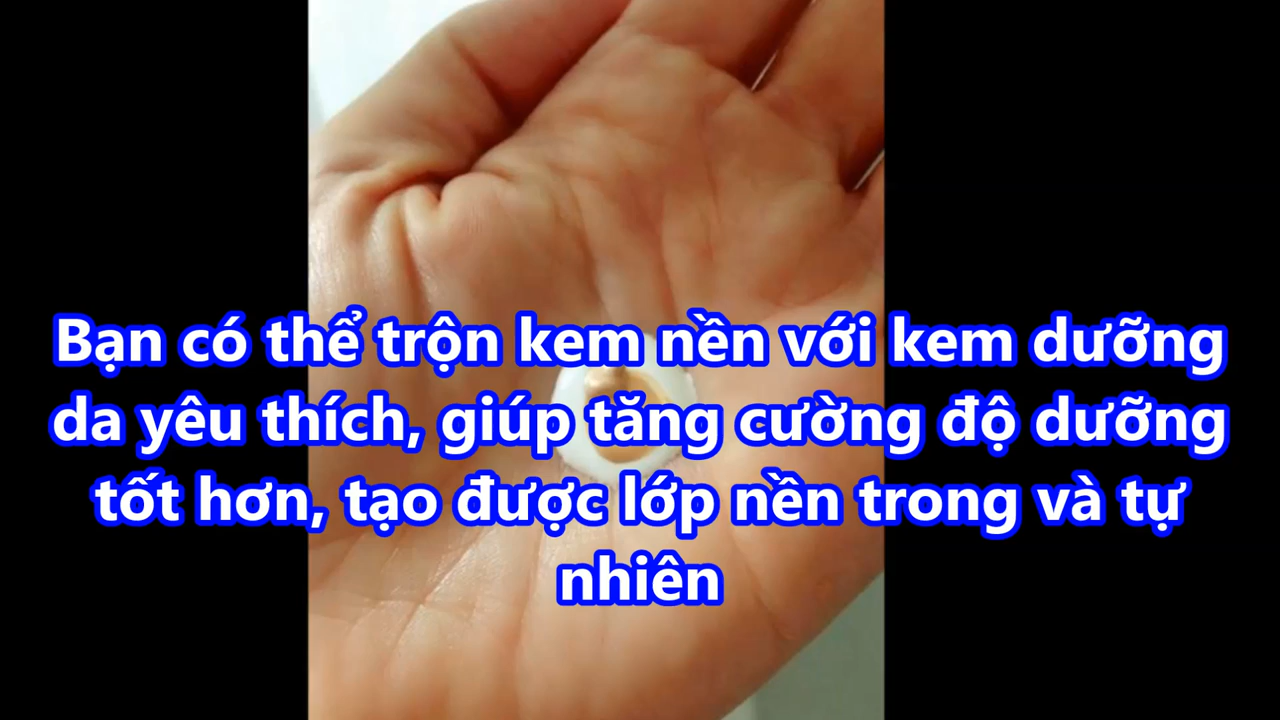 Bạn có thể trộn kem nền với kem dưỡng
da yêu thích, giúp tăng cường độ dưỡng
tốt hơn, tạo được lớp nền trong và tự
nhiên